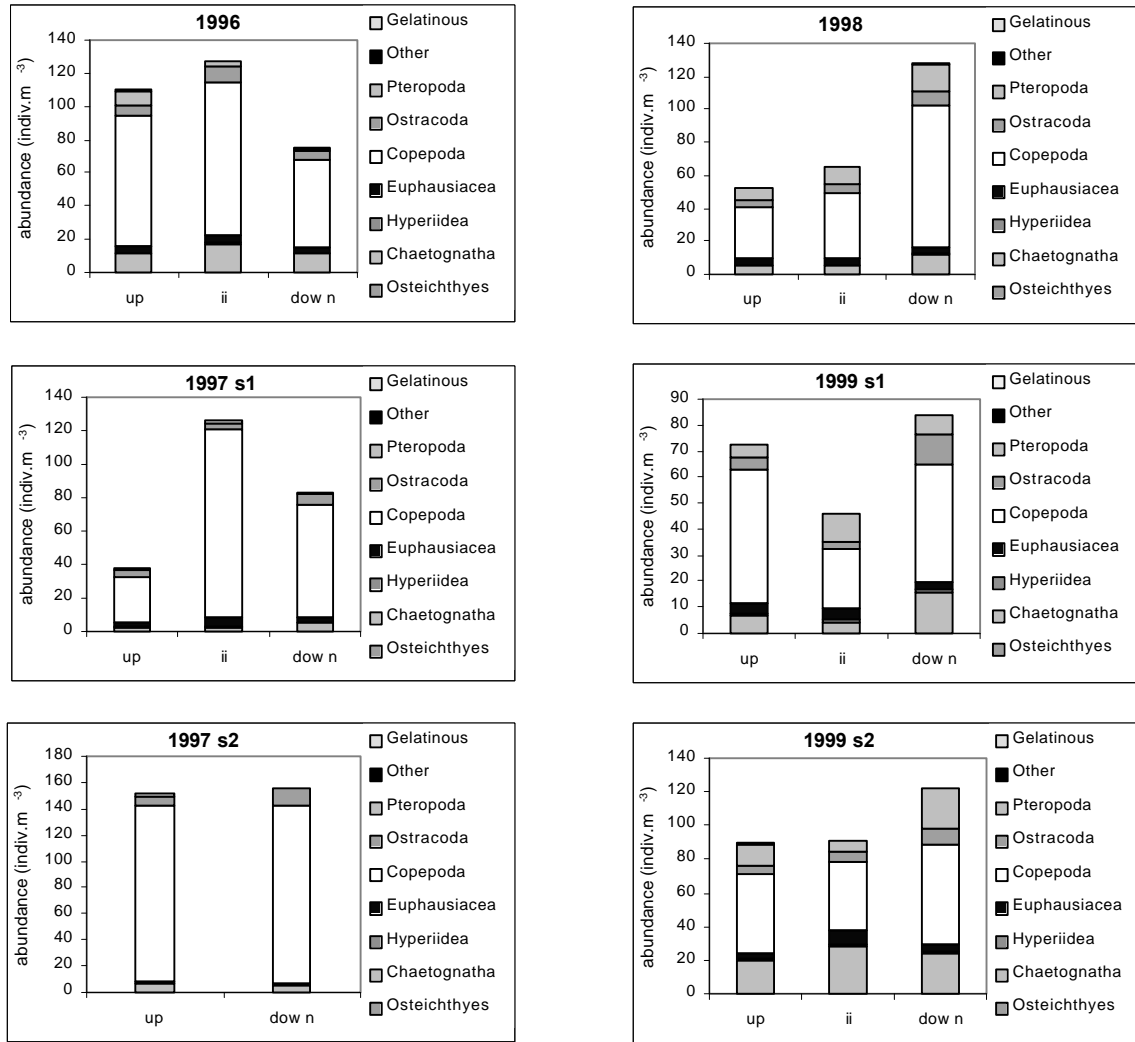 1996
abundance (indiv.m -3)
140
120
100
80
60
40
20
0
up ii dow n
Gelatinous
Other
Pteropoda
Ostracoda
Copepoda
Euphausiacea
Hyperiidea
Chaetognatha
Osteichthyes
1998
abundance (indiv.m -3)
140
120
100
80
60
40
20
0
up ii dow n
Gelatinous
Other
Pteropoda
Ostracoda
Copepoda
Euphausiacea
Hyperiidea
Chaetognatha
Osteichthyes
1997 s1
abundance (indiv.m -3)
140
120
100
80
60
40
20
0
up ii dow n
Gelatinous
Other
Pteropoda
Ostracoda
Copepoda
Euphausiacea
Hyperiidea
Chaetognatha
Osteichthyes
1999 s1
abundance (indiv.m -3)
90
80
70
60
50
40
30
20
10
0
up ii dow n
Gelatinous
Other
Pteropoda
Ostracoda
Copepoda
Euphausiacea
Hyperiidea
Chaetognatha
Osteichthyes
1997 s2
abundance (indiv.m -3)
180
160
140
120
100
80
60
40
20
0
up dow n
Gelatinous
Other
Pteropoda
Ostracoda
Copepoda
Euphausiacea
Hyperiidea
Chaetognatha
Osteichthyes
1999 s2
abundance (indiv.m -3)
140
120
100
80
60
40
20
0
up ii dow n
Gelatinous
Other
Pteropoda
Ostracoda
Copepoda
Euphausiacea
Hyperiidea
Chaetognatha
Osteichthyes